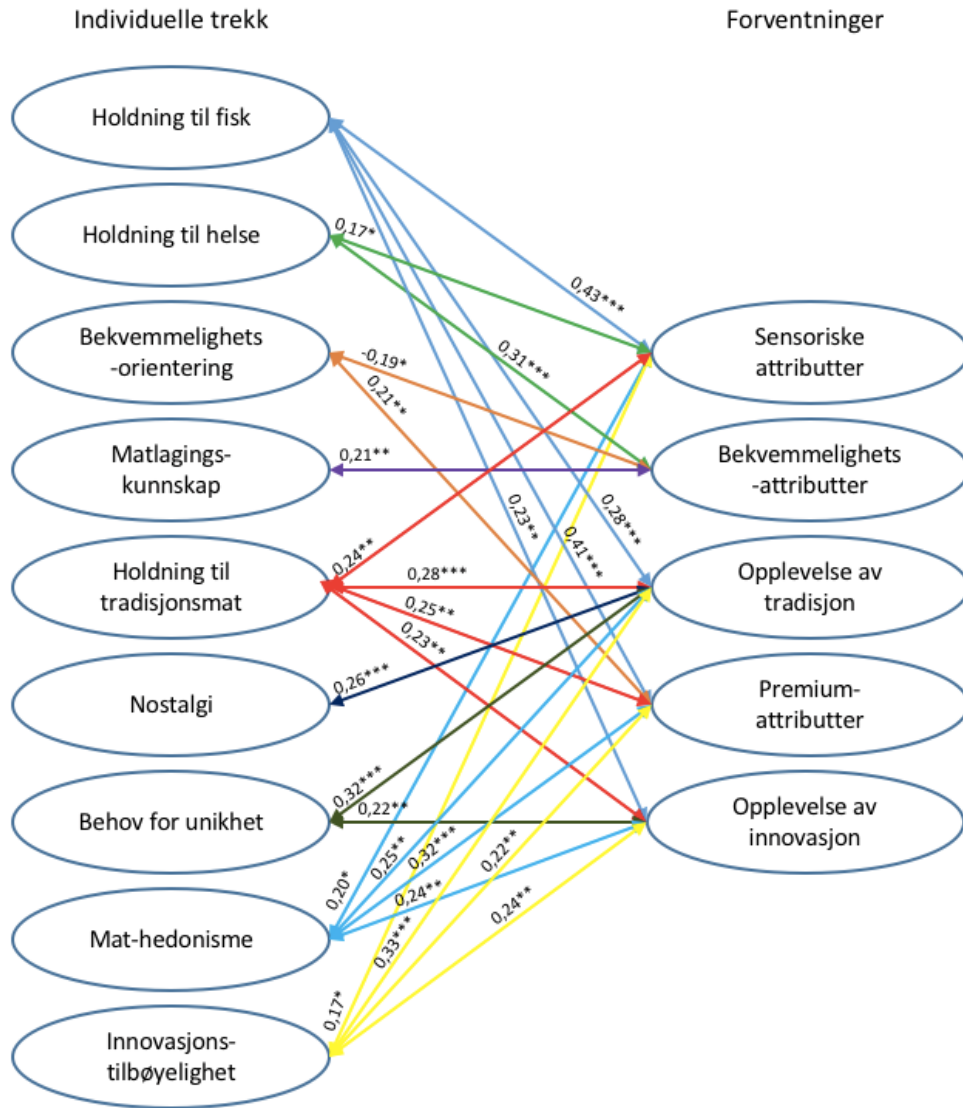 Individuelle trekk
Forventninger
Holdning til fisk
Holdning til helse
Bekvemmelighets
-orientering
Matlagings-
kunnskap
Holdning til
tradisjonsmat
Nostalgi
Behov for unikhet
Mat-hedonisme
Innovasjons-
tilbøyelighet
Sensoriske
attributter
Bekvemmelighets
-attributter
Opplevelse av
tradisjon
Premium-
attributter
Opplevelse av
innovasjon
0,17*
0,43***
0,31***
-0,19*
0,21**
0,21**
0,23**
0,28***
0,41***
0,24**
0,28***
0,25**
0,23**
0,26***
0,32***
0,22**
0,20*
0,25**
0,32***
0,24**
0,22**
0,33***
0,24**
0,17*